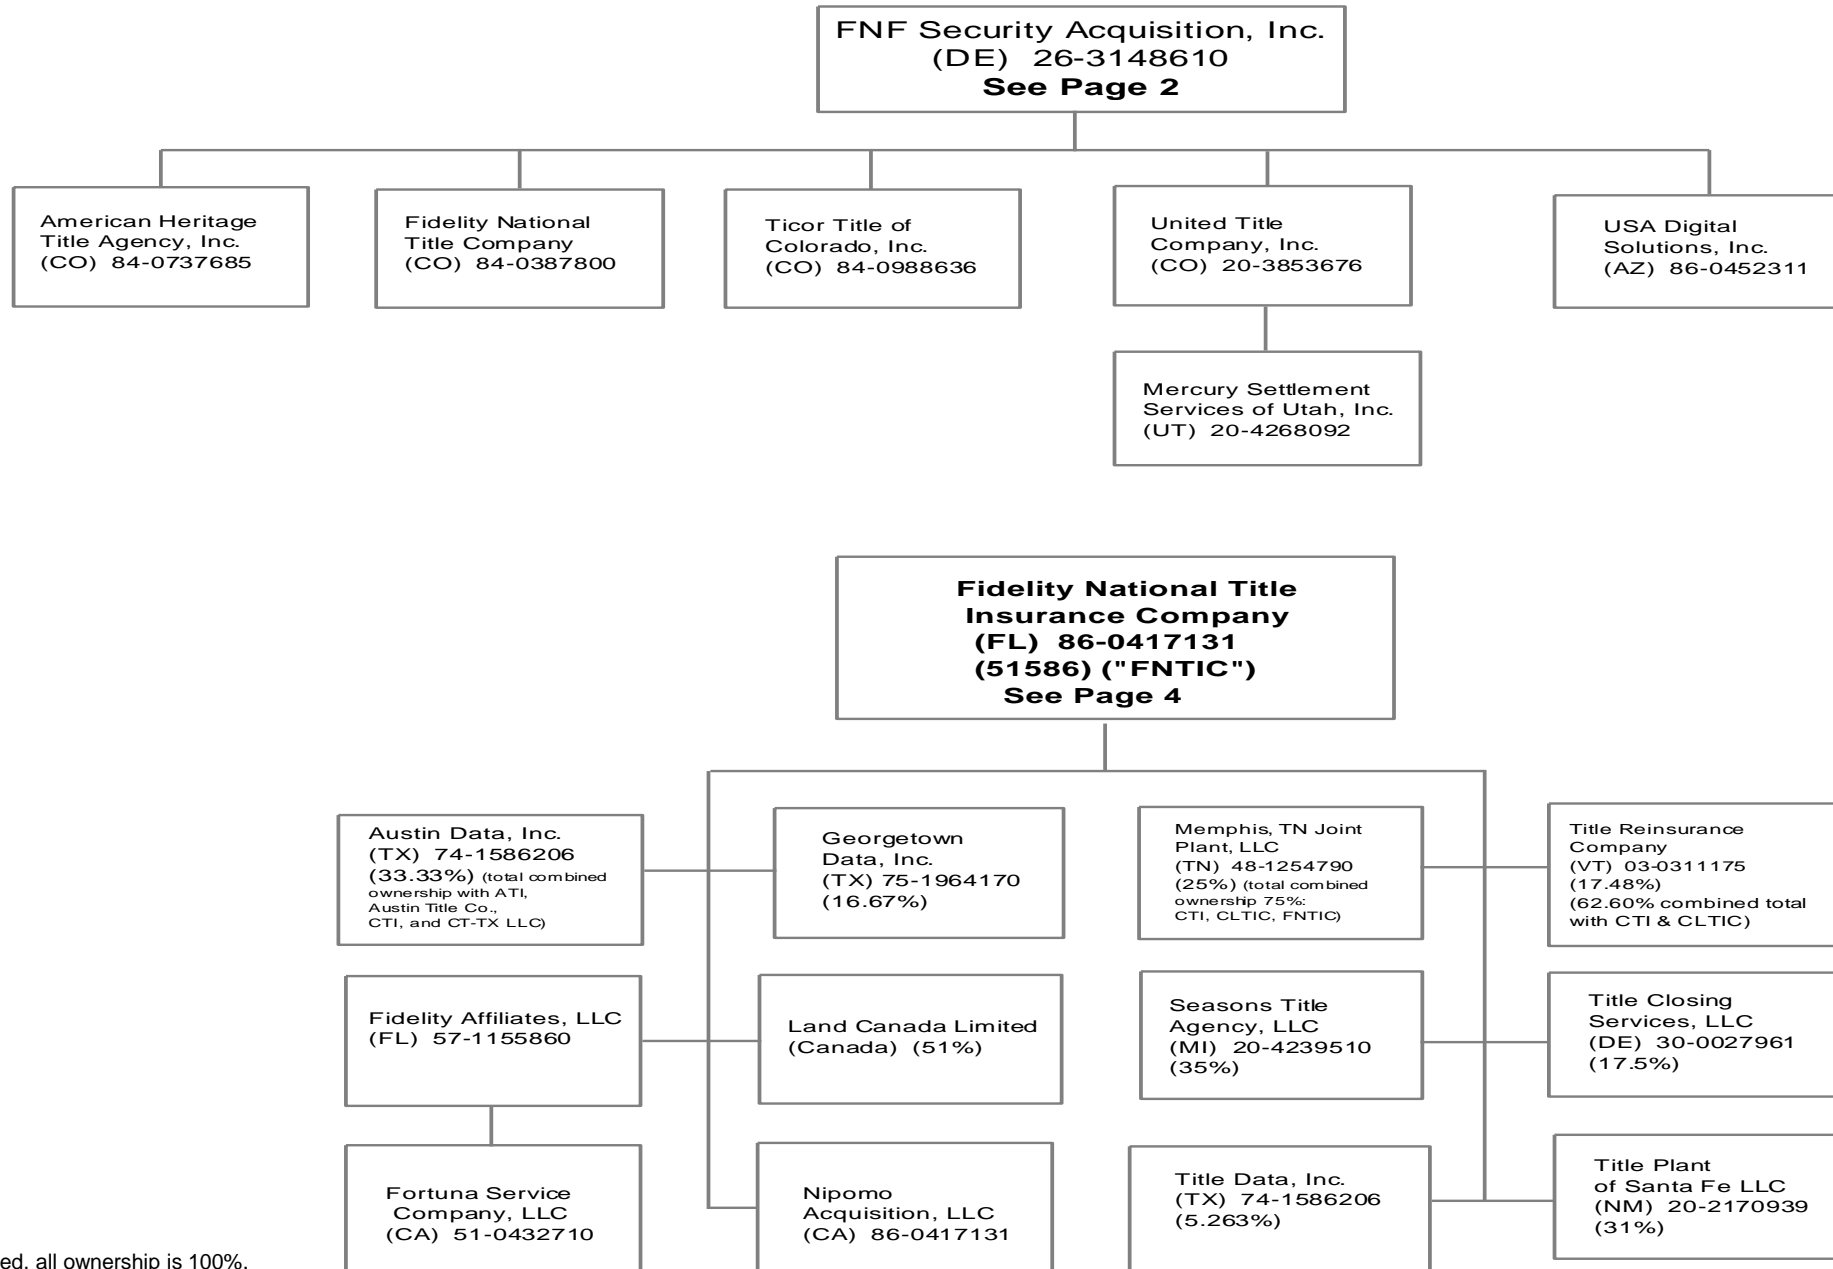 FNF Security Acquisition, Inc.
(DE) 26-3148610
See Page 2
American Heritage
Title Agency, Inc.
(CO) 84-0737685
Fidelity National
Title Company
(CO) 84-0387800
Ticor Title of
Colorado, Inc.
(CO) 84-0988636
United Title
Company, Inc.
(CO) 20-3853676
USA Digital
Solutions, Inc.
(AZ) 86-0452311
Mercury Settlement
Services of Utah, Inc.
(UT) 20-4268092
Fidelity National Title
Insurance Company
(FL) 86-0417131
(51586) ("FNTIC")
See Page 4
Austin Data, Inc.
(TX) 74-1586206
(33.33%) (total combined
ownership with ATI,
Austin Title Co.,
CTI, and CT-TX LLC)
Georgetown
Data, Inc.
(TX) 75-1964170
(16.67%)
Memphis, TN Joint
Plant, LLC
(TN) 48-1254790
(25%) (total combined
ownership 75%:
CTI, CLTIC, FNTIC)
Title Reinsurance
Company
(VT) 03-0311175
(17.48%)
(62.60% combined total
with CTI & CLTIC)
Fidelity Affiliates, LLC
(FL) 57-1155860
Land Canada Limited
(Canada) (51%)
Seasons Title
Agency, LLC
(MI) 20-4239510
(35%)
Title Closing
Services, LLC
(DE) 30-0027961
(17.5%)
Fortuna Service
Company, LLC
(CA) 51-0432710
Nipomo
Acquisition, LLC
(CA) 86-0417131
Title Data, Inc.
(TX) 74-1586206
(5.263%)
Title Plant
of Santa Fe LLC
(NM) 20-2170939
(31%)
ed, all ownership is 100%.